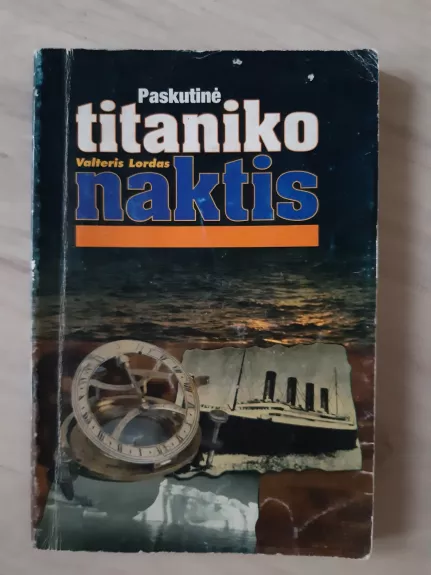 Paskutinė
titaniko
Valteris Lordas
naktis